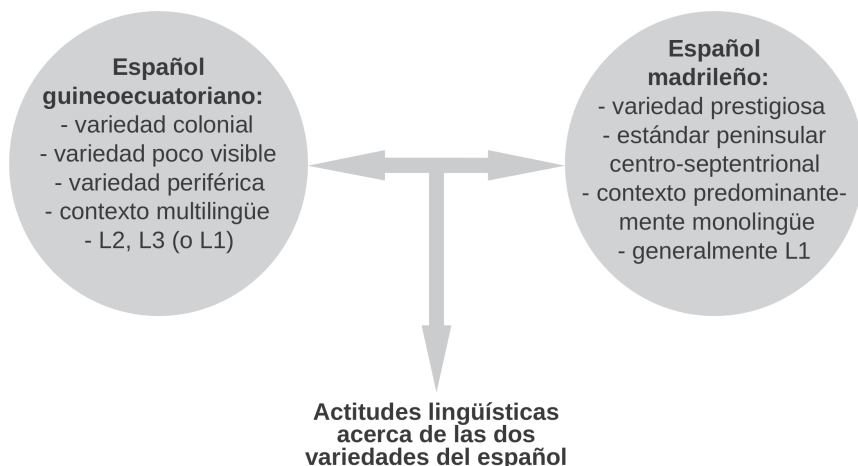 Español
guineoecuatoriano:
- variedad colonial
- variedad poco visible
- variedad periférica
- contexto multilingüe
- L2, L3 (o L1)
Español
madrileño:
- variedad prestigiosa
- estándar peninsular
centro-septentrional
- contexto predominante-
mente monolingüe
- generalmente L1
Actitudes lingüísticas
acerca de las dos
variedades del español